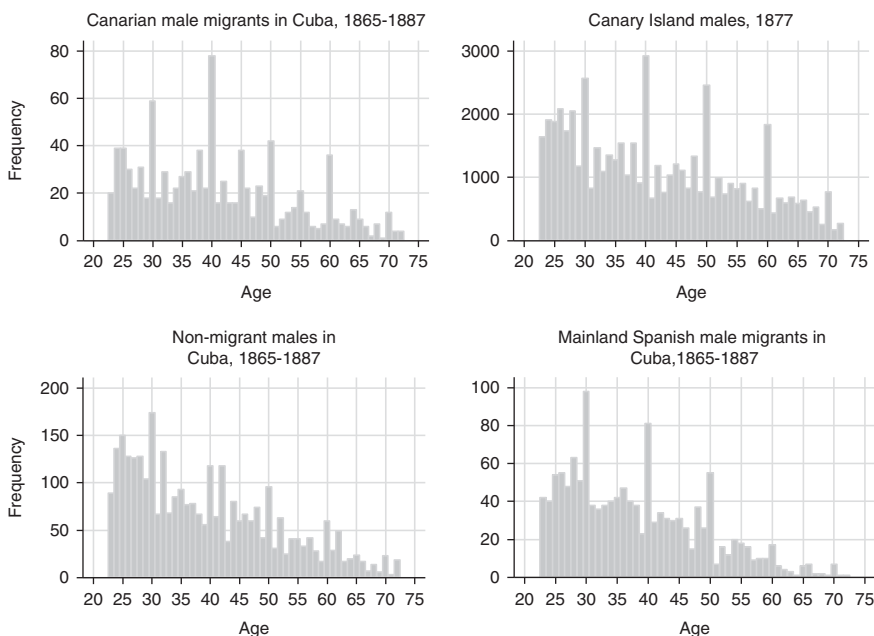 Canarian male migrants in Cuba, 1865-1887
80
60
40
20
0
Frequency
20 25 30 35 40 45 50 55 60 65 70 75
Age
Canary Island males, 1877
3000
2000
1000
0
20 25 30 35 40 45 50 55 60 65 70 75
Age
Non-migrant males in
Cuba, 1865-1887
200
150
100
50
0
Frequency
20 25 30 35 40 45 50 55 60 65 70 75
Age
Mainland Spanish male migrants in
Cuba,1865-1887
100
80
60
40
20
0
20 25 30 35 40 45 50 55 60 65 70 75
Age